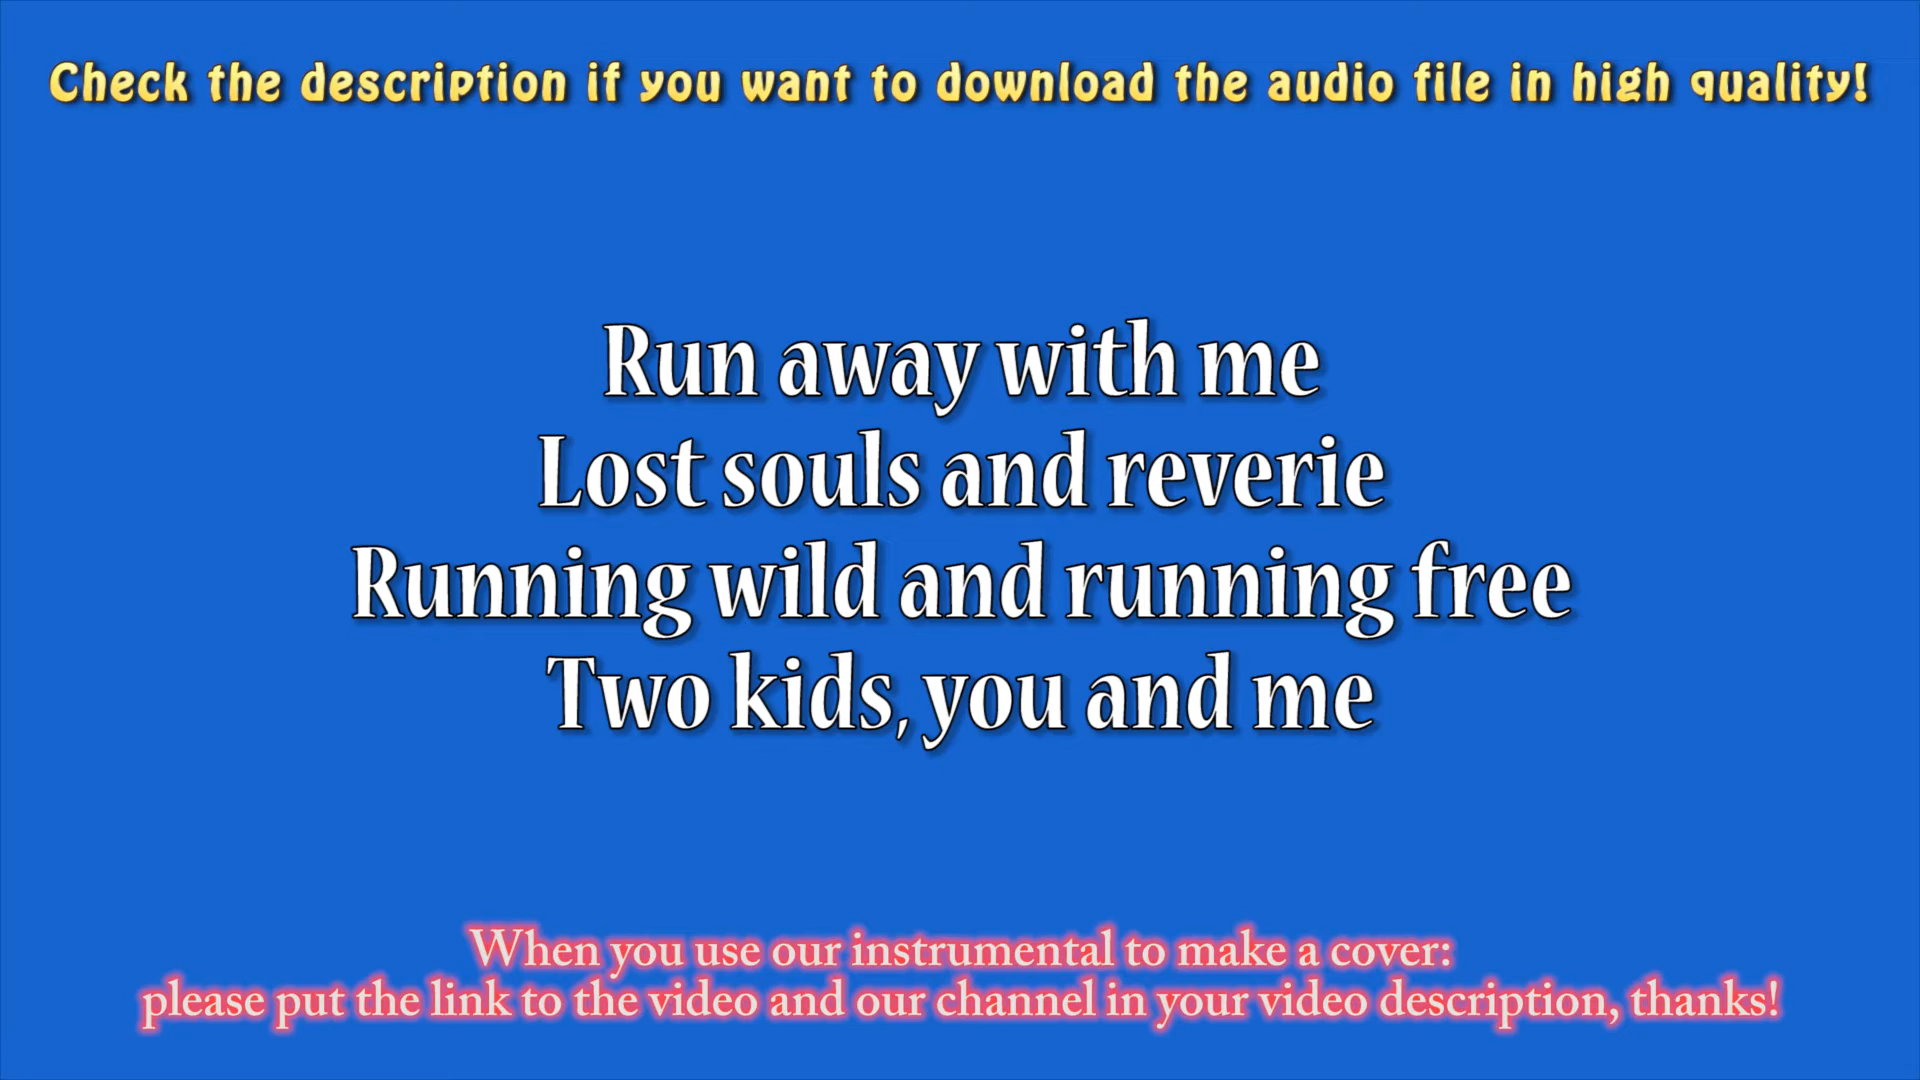 Check the description if you want to download the audio file in high quality!
Run away with me
Lost souls and reverie
Running wild and running free
Two kids, you and me
When you use our instrumental to make a cover:
please put the link to the video and our channel in your video description, thanks!